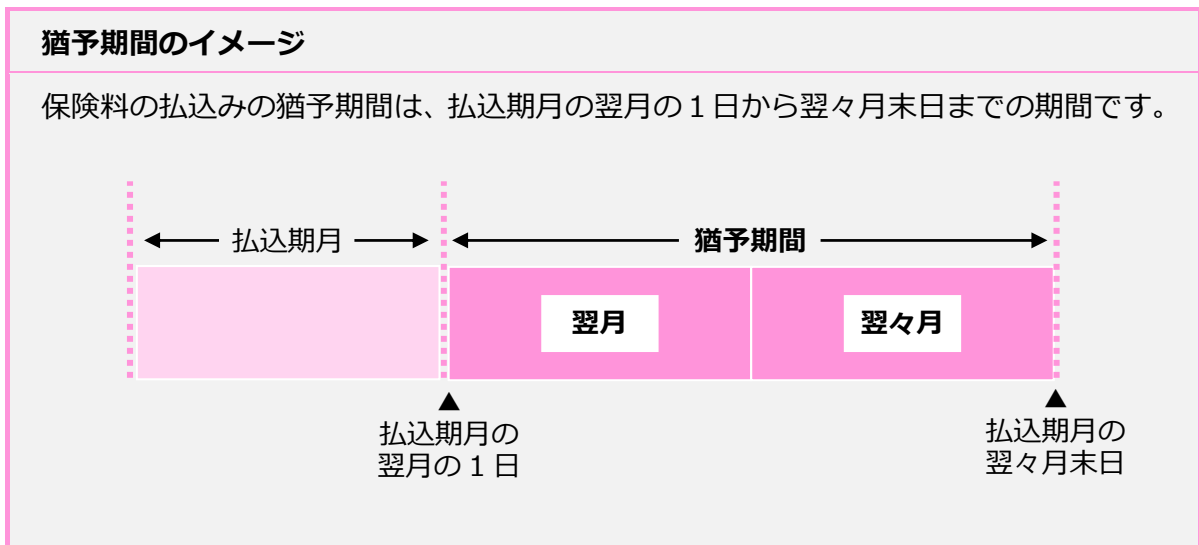 猶予期間のイメージ
保険料の払込みの猶予期間は、払込期月の翌月の1日から翌々月末日までの期間です。
払込期月
猶予期間
翌月
翌々月
▲
払込期月の
翌月の1日
▲
払込期月の
翌々月末日